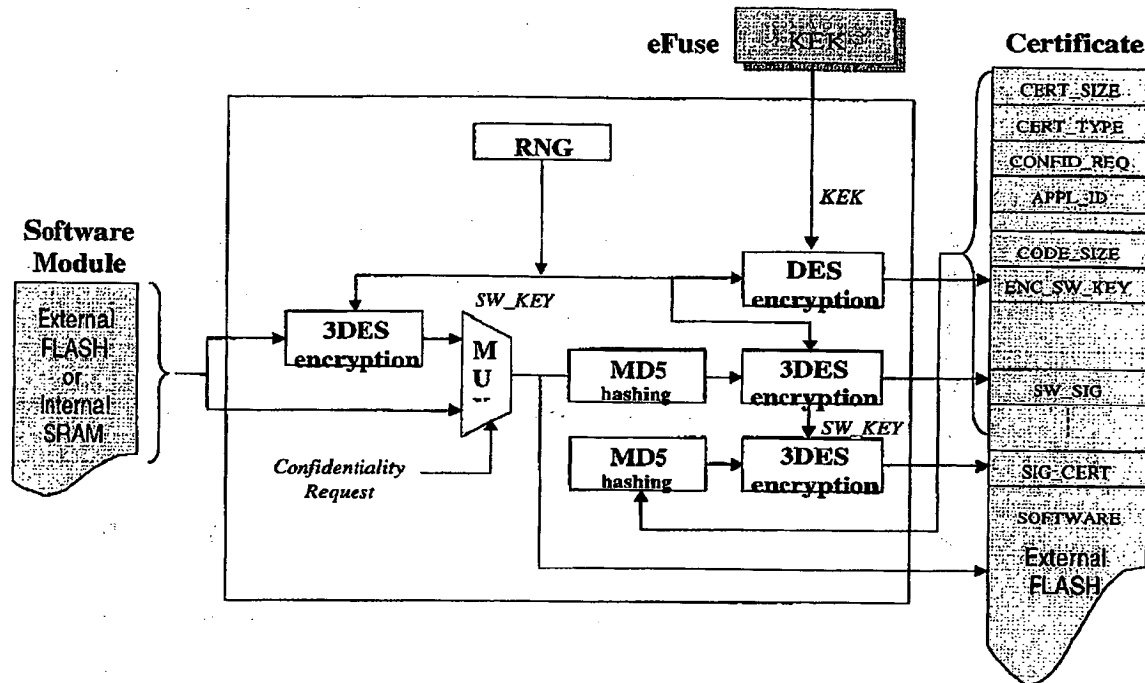 eFuse
KEK
Certificate
CERT_SIZE
CERT_TYPE
CONFID_REQ
APPL_ID
CODE_SIZE
ENC_SW_KEY
SW_SIG
SIG_CERT
SOFTWARE
External
FLASH
RNG
KEK
Software
Module
External
FLASH
or
Internal
SRAM
SW_KEY
DES
encryption
3DES
encryption
M
U
MD5
hashing
3DES
encryption
SW_KEY
MD5
hashing
3DES
encryption
Confidentiality
Request